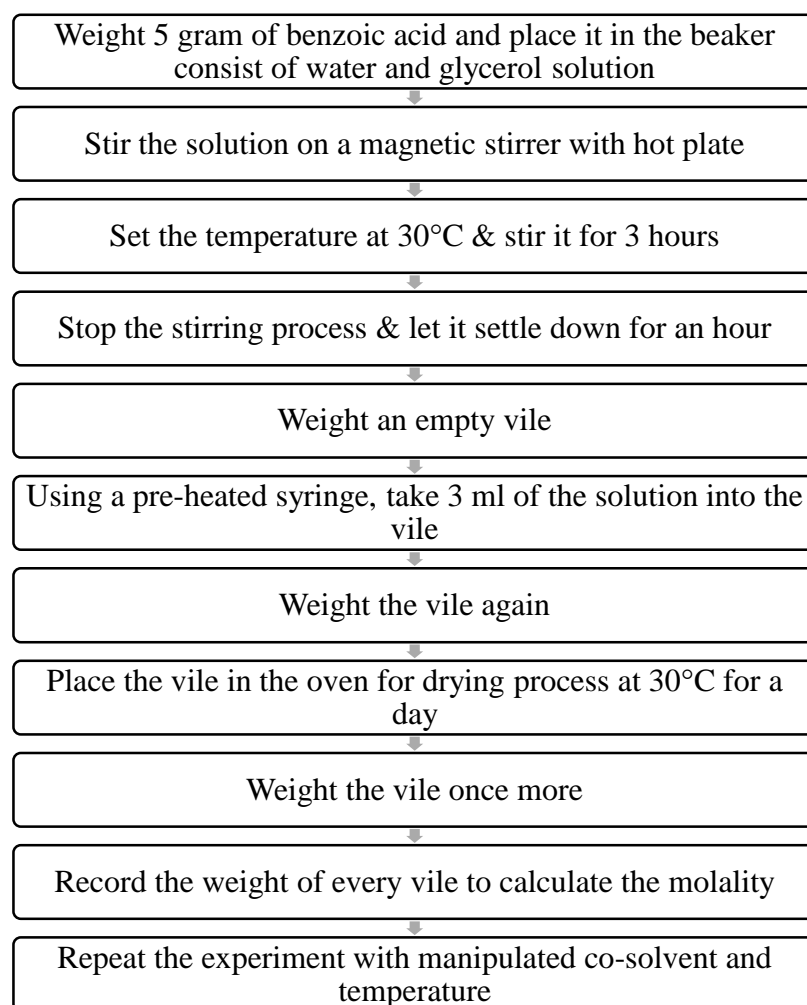 Weight 5 gram of benzoic acid and place it in the beaker
consist of water and glycerol solution
Stir the solution on a magnetic stirrer with hot plate
Set the temperature at 30°C & stir it for 3 hours
Stop the stirring process & let it settle down for an hour
Weight an empty vile
Using a pre-heated syringe, take 3 ml of the solution into the
vile
Weight the vile again
Place the vile in the oven for drying process at 30°C for a
day
Weight the vile once more
Record the weight of every vile to calculate the molality
Repeat the experiment with manipulated co-solvent and
temperature